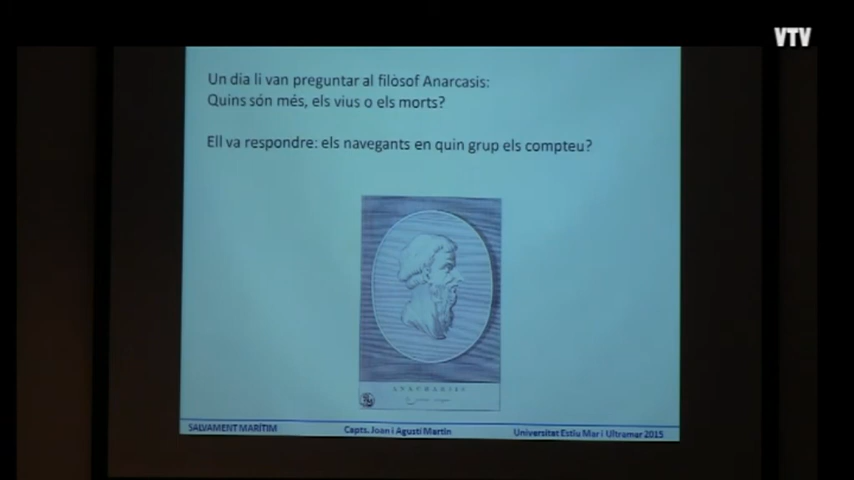 VTV
Un dia li van preguntar al filòsof Anarcasis:
Quins són més, els vius o els morts?
Ell va respondre: els navegants en quin grup els compteu?
ANACHARSIS
SALVAMENT MARÍTIM
Capts. Joan i Agustí Martín
Universitat Estiu Mar i Ultramar 2015